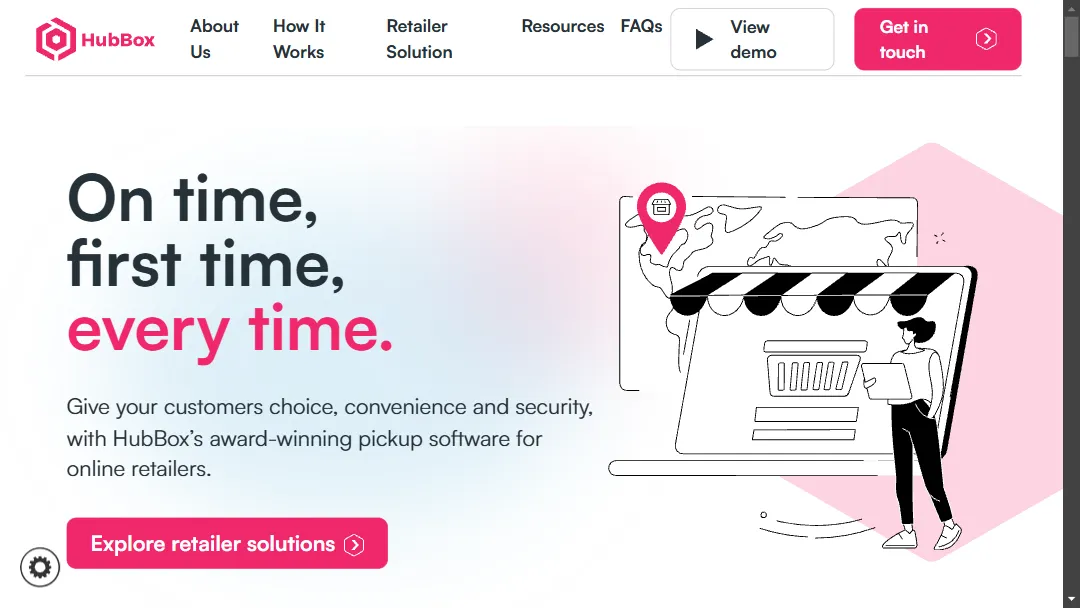 HubBox
About Us
How It Works
Retailer Solution
Resources
FAQs
View demo
Get in touch
On time,
first time,
every time.
Give your customers choice, convenience and security,
with HubBox’s award-winning pickup software for
online retailers.
Explore retailer solutions